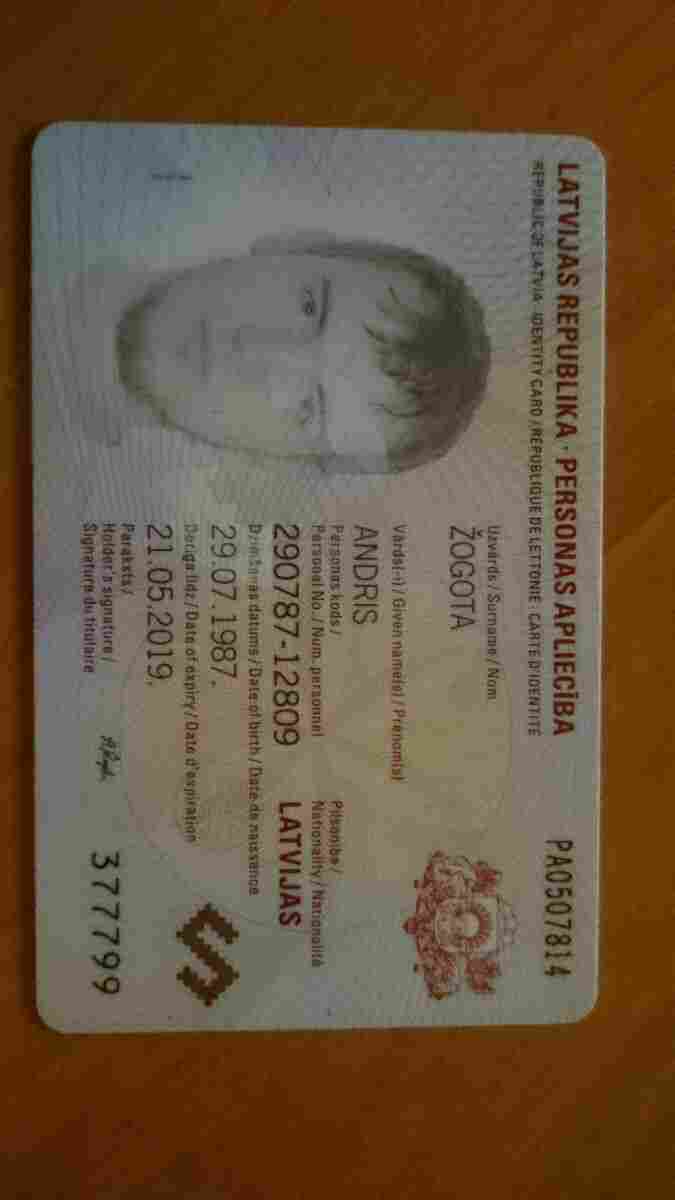 LATVIJAS REPUBLIKA · PERSONAS APLIECĪBA
PA0507814
REPUBLIC OF LATVIA · IDENTITY CARD / RÉPUBLIQUE DE LETTONIE · CARTE D'IDENTITÉ
Uzvārds / Surname / Nom
ŽOGOTA
Vārds(-i) / Given name(s) / Prénom(s)
ANDRIS
Personas kods /
Personal No. / Num. personnel
290787-12809
Pilsonība /
Nationality / Nationalité
LATVIJAS
Dzimšanas datums / Date of birth / Date de naissance
29.07.1987.
Derīga līdz / Date of expiry / Date d'expiration
21.05.2019.
Paraksts /
Holder's signature /
Signature du titulaire
377799